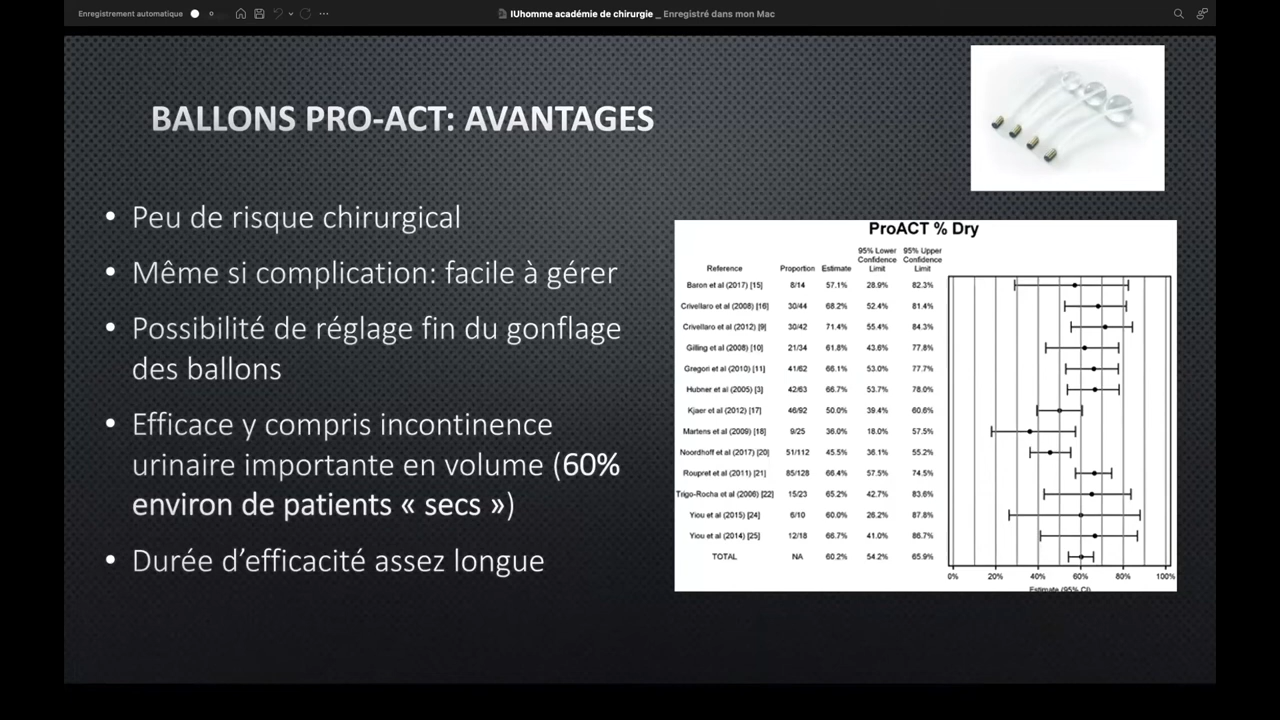 Enregistrement automatique
IUhomme académie de chirurgie _ Enregistré dans mon Mac
BALLONS PRO-ACT: AVANTAGES
• Peu de risque chirurgical
• Même si complication: facile à gérer
• Possibilité de réglage fin du gonflage
des ballons
• Efficace y compris incontinence
urinaire importante en volume (60%
environ de patients « secs »)
• Durée d’efficacité assez longue
ProACT % Dry
Reference Proportion Estimate 95% Lower Confidence Limit 95% Upper Confidence Limit
Baron et al (2017) [15] 8/14 57.1% 28.9% 82.3%
Crivellaro et al (2008) [16] 30/44 68.2% 52.4% 81.4%
Crivellaro et al (2012) [9] 30/42 71.4% 55.4% 84.3%
Gilling et al (2008) [10] 21/34 61.8% 43.6% 77.8%
Gregori et al (2010) [11] 41/62 66.1% 53.0% 77.7%
Hubner et al (2005) [3] 42/63 66.7% 53.7% 78.0%
Kjaer et al (2012) [17] 46/92 50.0% 39.4% 60.6%
Martens et al (2009) [18] 9/25 36.0% 18.0% 57.5%
Noordhoff et al (2017) [20] 51/112 45.5% 36.1% 55.2%
Roupret et al (2011) [21] 85/128 66.4% 57.5% 74.5%
Trigo-Rocha et al (2006) [22] 15/23 65.2% 42.7% 83.6%
Yiou et al (2015) [24] 6/10 60.0% 26.2% 87.8%
Yiou et al (2014) [25] 12/18 66.7% 41.0% 86.7%
TOTAL NA 60.2% 54.2% 65.9%
0% 20% 40% 60% 80% 100%
Estimate (95% CI)